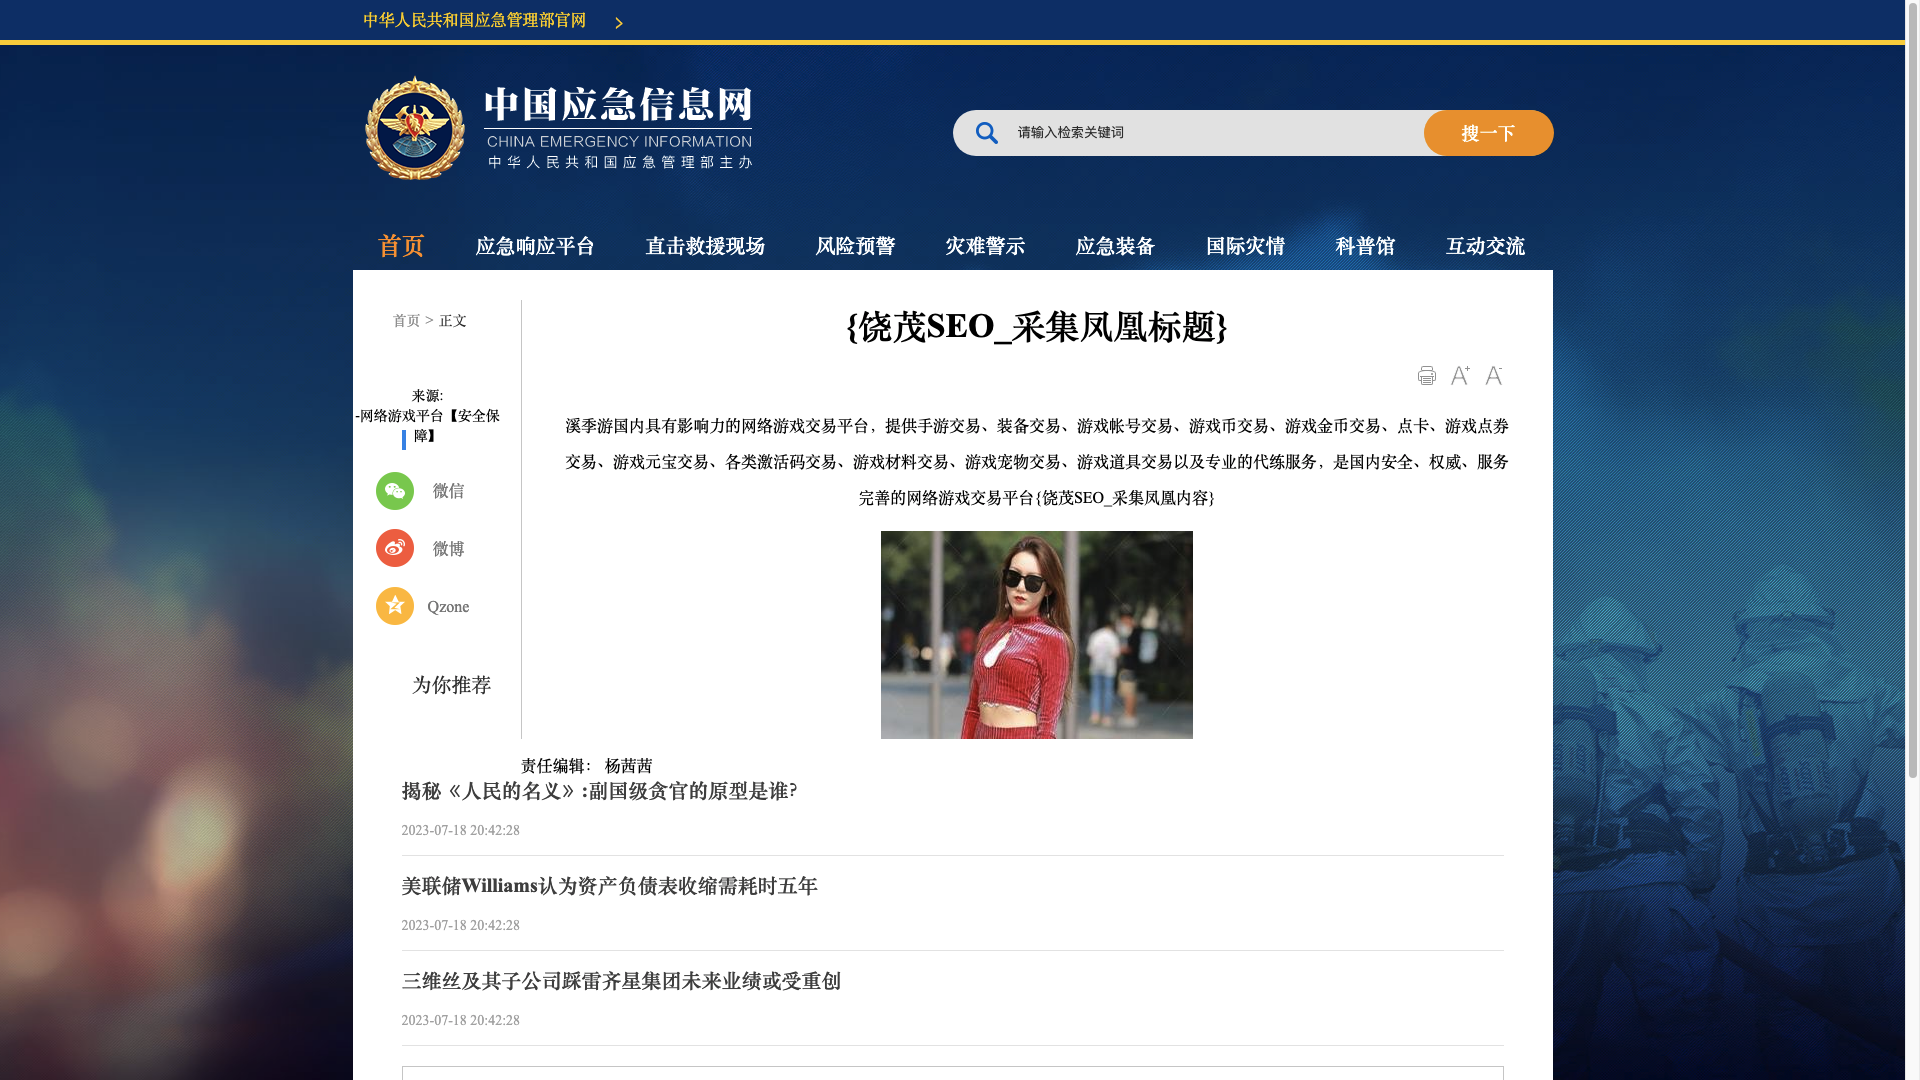 中华人民共和国应急管理部官网
中国应急信息网
CHINA EMERGENCY INFORMATION
中华人民共和国应急管理部主办
请输入检索关键词
搜一下
首页 应急响应平台 直击救援现场 风险预警 灾难警示 应急装备 国际灾情 科普馆 互动交流
首页 > 正文
来源:
-网络游戏平台【安全保
障】
微信
微博
Qzone
为你推荐
{饶茂SEO_采集凤凰标题}
A+ A-
溪季游国内具有影响力的网络游戏交易平台，提供手游交易、装备交易、游戏帐号交易、游戏币交易、游戏金币交易、点卡、游戏点券
交易、游戏元宝交易、各类激活码交易、游戏材料交易、游戏宠物交易、游戏道具交易以及专业的代练服务，是国内安全、权威、服务
完善的网络游戏交易平台{饶茂SEO_采集凤凰内容}
责任编辑： 杨茜茜
揭秘《人民的名义》:副国级贪官的原型是谁?
2023-07-18 20:42:28
美联储Williams认为资产负债表收缩需耗时五年
2023-07-18 20:42:28
三维丝及其子公司踩雷齐星集团未来业绩或受重创
2023-07-18 20:42:28